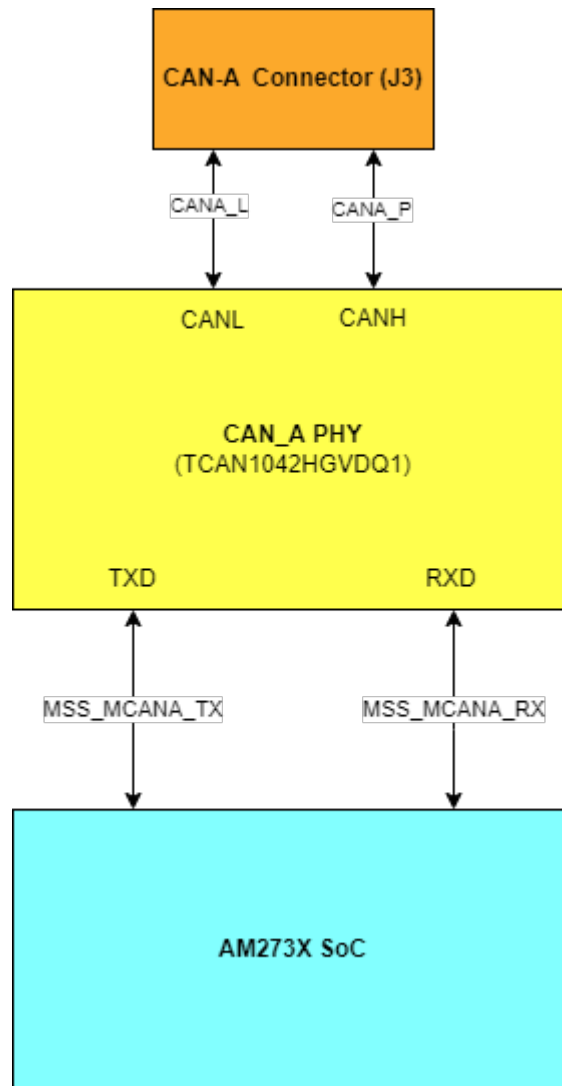 CAN-A  Connector (J3)
CANA_L
CANA_P
CANL
CANH
CAN_A PHY
(TCAN1042HGVDQ1)
TXD
RXD
MSS_MCANA_TX
MSS_MCANA_RX
AM273X SoC